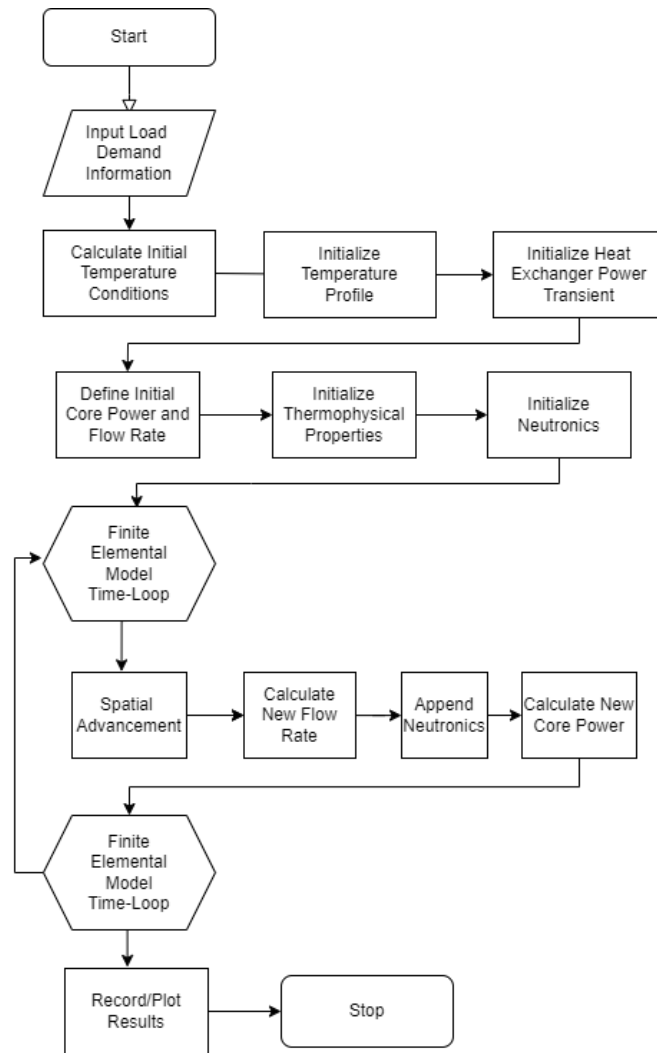 Start
Input Load
Demand
Information
Calculate Initial
Temperature
Conditions
Initialize
Temperature
Profile
Initialize Heat
Exchanger Power
Transient
Define Initial
Core Power and
Flow Rate
Initialize
Thermophysical
Properties
Initialize
Neutronics
Finite
Elemental
Model
Time-Loop
Spatial
Advancement
Calculate
New Flow
Rate
Append
Neutronics
Calculate New
Core Power
Finite
Elemental
Model
Time-Loop
Record/Plot
Results
Stop